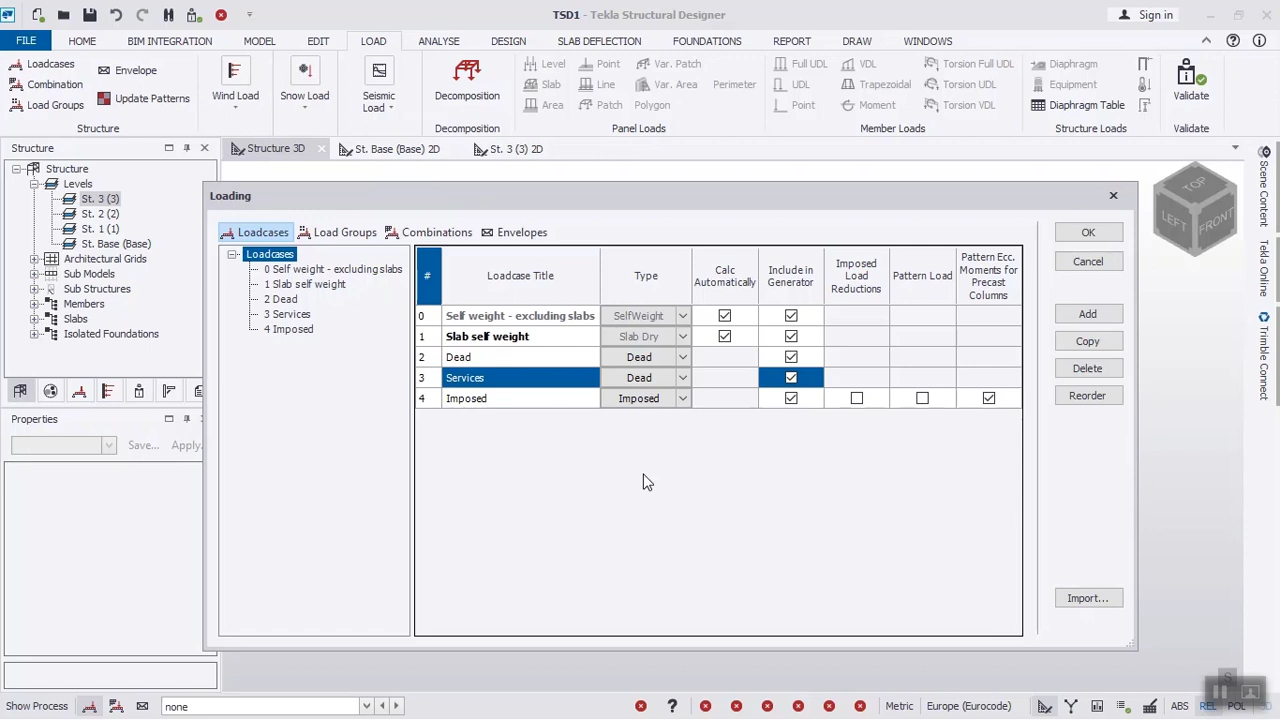 TSD1
Sign in
FILE
HOME
BIM INTEGRATION
MODEL
EDIT
LOAD
ANALYSE
DESIGN
SLAB DEFLECTION
FOUNDATIONS
REPORT
DRAW
WINDOWS
Loadcases
Combination
Load Groups
Envelope
Update Patterns
Structure
Wind Load
Snow Load
Seismic
Load
Decomposition
Decomposition
Level
Slab
Area
Point
Line
Patch
Var. Patch
Var. Area
Polygon
Perimeter
Panel Loads
Full UDL
UDL
Point
VDL
Trapezoidal
Moment
Torsion Full UDL
Torsion UDL
Torsion VDL
Member Loads
Diaphragm
Equipment
Diaphragm Table
Structure Loads
Validate
Validate
Structure
Structure 3D
St. Base (Base) 2D
St. 3 (3) 2D
Structure
Levels
St. 3 (3)
St. 2 (2)
St. 1 (1)
St. Base (Base)
Architectural Grids
Sub Models
Sub Structures
Members
Slabs
Isolated Foundations
Properties
Save...
Apply.
Loading
Loadcases
Load Groups
Combinations
Envelopes
Loadcases
0 Self weight - excluding slabs
1 Slab self weight
2 Dead
3 Services
4 Imposed
# Loadcase Title Type Calc Automatically Include in Generator Imposed Load Reductions Pattern Load Pattern Ecc. Moments for Precast Columns
0 Self weight - excluding slabs SelfWeight
1 Slab self weight Slab Dry
2 Dead Dead
3 Services Dead
4 Imposed Imposed
OK
Cancel
Add
Copy
Delete
Reorder
Import...
TOP
LEFT
FRONT
Scene Content
Tekla Online
Trimble Connect
S
Show Process
none
Metric
Europe (Eurocode)
ABS
REL
POL